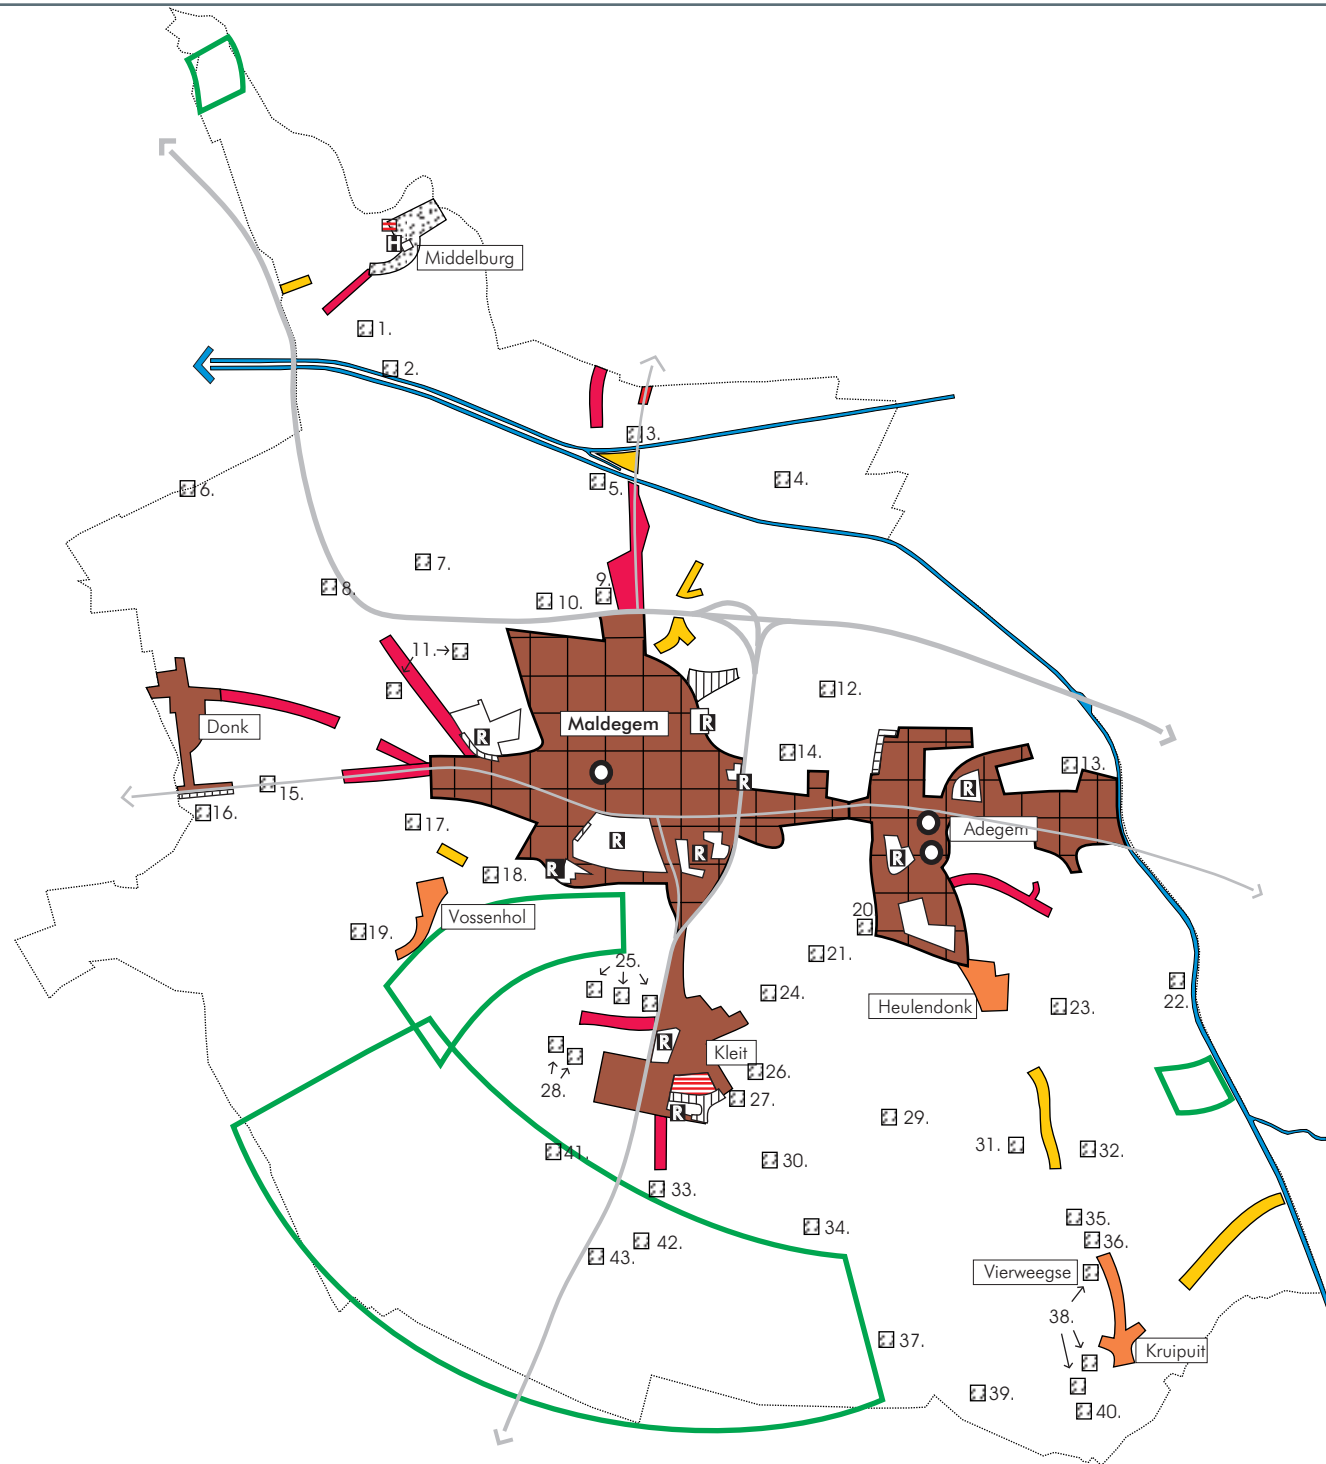 H
Middelburg
1.
2.
3.
4.
5.
6.
7.
8.
9.
10.
11.
12.
R
Donk
Maldegem
R
R
14.
13.
15.
R
16.
17.
R
R
Adegem
R
R
18.
Vossenhol
19.
20
21.
25.
22.
24.
Heulendonk
23.
R
Kleit
26.
28.
27.
R
29.
31.
32.
41.
30.
33.
35.
34.
36.
42.
43.
Vierweegse
38.
37.
Kruipuit
39.
40.